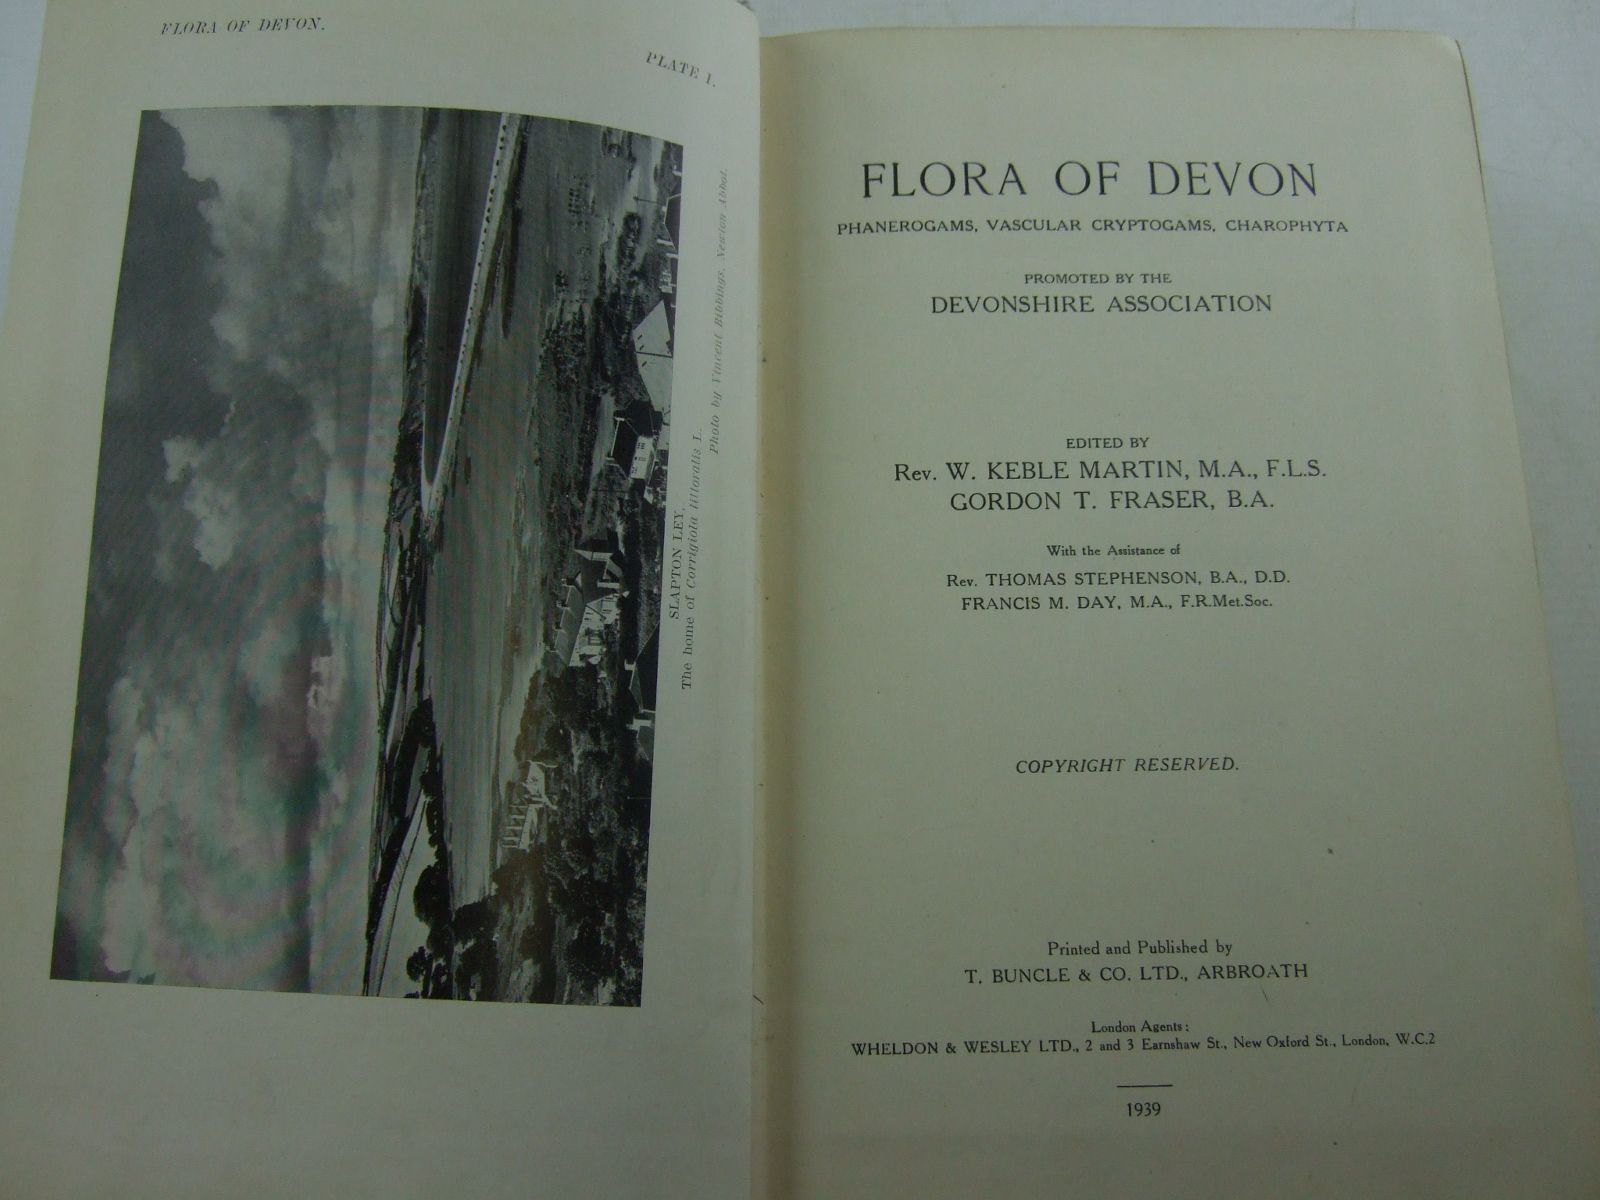 FLORA OF DEVON.
PLATE 1.
SLAPTON LEY.
The home of Corrigiola littoralis L.
Photo by Vincent Bibbings, Newton Abbot.
FLORA OF DEVON
PHANEROGAMS, VASCULAR CRYPTOGAMS, CHAROPHYTA
PROMOTED BY THE
DEVONSHIRE ASSOCIATION
EDITED BY
Rev. W. KEBLE MARTIN, M.A., F.L.S.
GORDON T. FRASER, B.A.
With the Assistance of
Rev. THOMAS STEPHENSON, B.A., D.D.
FRANCIS M. DAY, M.A., F.R.Met.Soc.
COPYRIGHT RESERVED.
Printed and Published by
T. BUNCLE & CO. LTD., ARBROATH
London Agents:
WHELDON & WESLEY LTD., 2 and 3 Earnshaw St., New Oxford St., London, W.C.2
1939